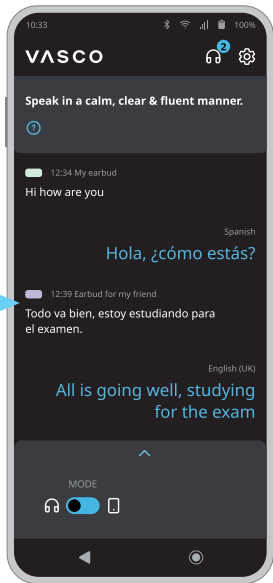 10:33
100%
VASCO
2
Speak in a calm, clear & fluent manner.
?
12:34 My earbud
Hi how are you
Spanish
Hola, ¿cómo estás?
12:39 Earbud for my friend
Todo va bien, estoy estudiando para
el examen.
English (UK)
All is going well, studying
for the exam
MODE